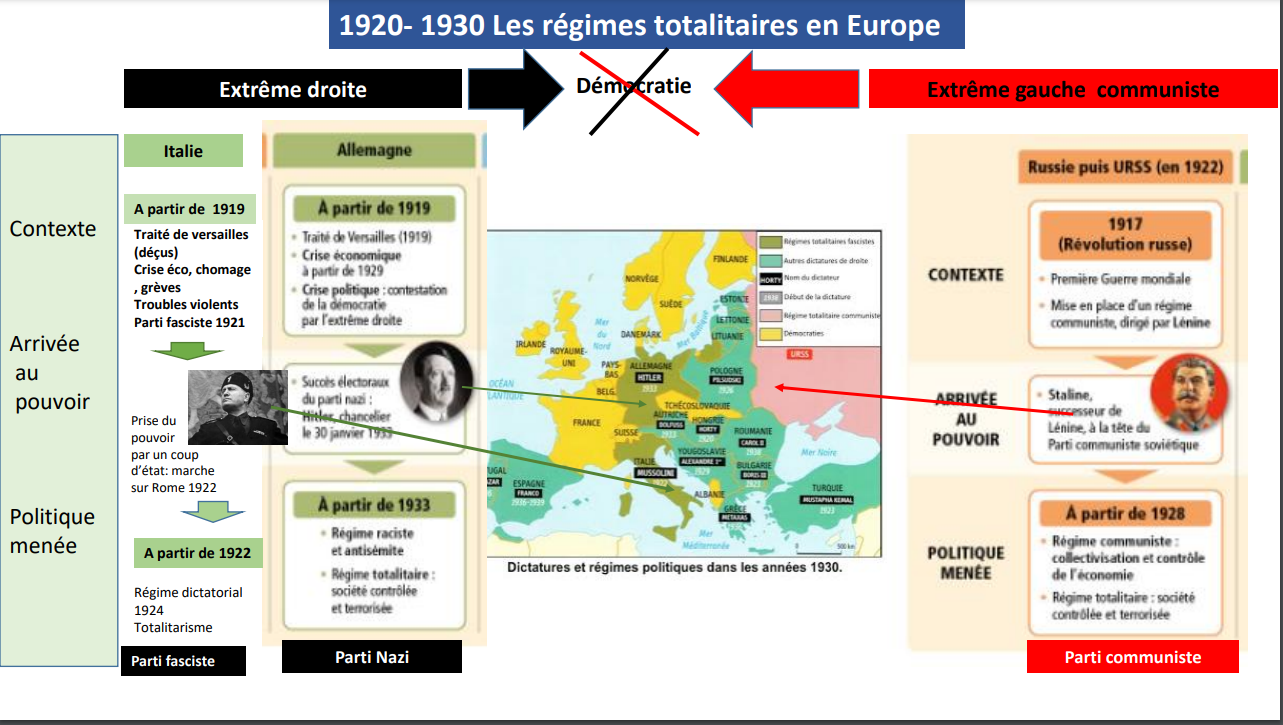 1920- 1930 Les régimes totalitaires en Europe
Extrême droite
Démocratie
Extrême gauche communiste
Contexte
Arrivée
au
pouvoir
Politique
menée
Italie
A partir de 1919
Traité de versailles
(déçus)
Crise éco, chomage
, grèves
Troubles violents
Parti fasciste 1921
Prise du
pouvoir
par un coup
d'état: marche
sur Rome 1922
A partir de 1922
Régime dictatorial
1924
Totalitarisme
Parti fasciste
Allemagne
À partir de 1919
• Traité de Versailles (1919)
• Crise économique
à partir de 1929
• Crise politique : contestation
de la démocratie
par l'extrême droite
• Succès électoraux
du parti nazi :
Hitler, chancelier
le 30 janvier 1933
À partir de 1933
• Régime raciste
et antisémite
• Régime totalitaire :
société contrôlée
et terrorisée
Parti Nazi
Régimes totalitaires fascistes
Autres dictatures de droite
HORTY
Nom du dictateur
Début de la dictature
Régime totalitaire communiste
Démocraties
FINLANDE
NORVÈGE
SUÈDE
ESTONIE
LETTONIE
LITUANIE
Mer Baltique
Mer
du
Nord
DANEMARK
IRLANDE
ROYAUME-
UNI
PAYS-
BAS
BELG.
ALLEMAGNE
HITLER
1933
POLOGNE
PILSUDSKI
1926
URSS
OCÉAN
LANTIQUE
TCHÉCOSLOVAQUIE
AUTRICHE
DOLFUSS
1933
HONGRIE
HORTY
1920
FRANCE
SUISSE
ROUMANIE
CAROL II
1938
YOUGOSLAVIE
ALEXANDRE 1er
1929
Mer Noire
ITALIE
MUSSOLINI
1922
BULGARIE
BORIS III
1923
UGAL
ZAR
ESPAGNE
FRANCO
1936-1939
ALBANIE
GRÈCE
METAXAS
TURQUIE
MUSTAPHA KEMAL
1923
Mer
Méditerranée
500 km
Dictatures et régimes politiques dans les années 1930.
CONTEXTE
ARRIVÉE
AU
POUVOIR
POLITIQUE
MENÉE
Russie puis URSS (en 1922)
1917
(Révolution russe)
• Première Guerre mondiale
• Mise en place d'un régime
communiste, dirigé par Lénine
• Staline,
successeur de
Lénine, à la tête du
Parti communiste soviétique
À partir de 1928
• Régime communiste :
collectivisation et contrôle
de l'économie
• Régime totalitaire : société
contrôlée et terrorisée
Parti communiste